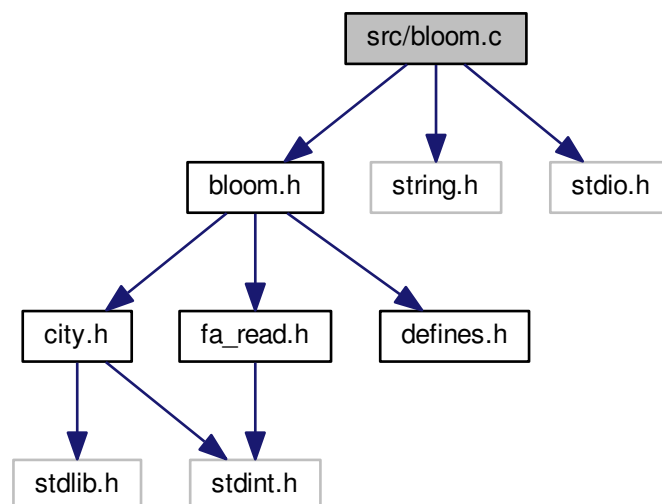 src/bloom.c
bloom.h
string.h
stdio.h
city.h
fa_read.h
defines.h
stdlib.h
stdint.h